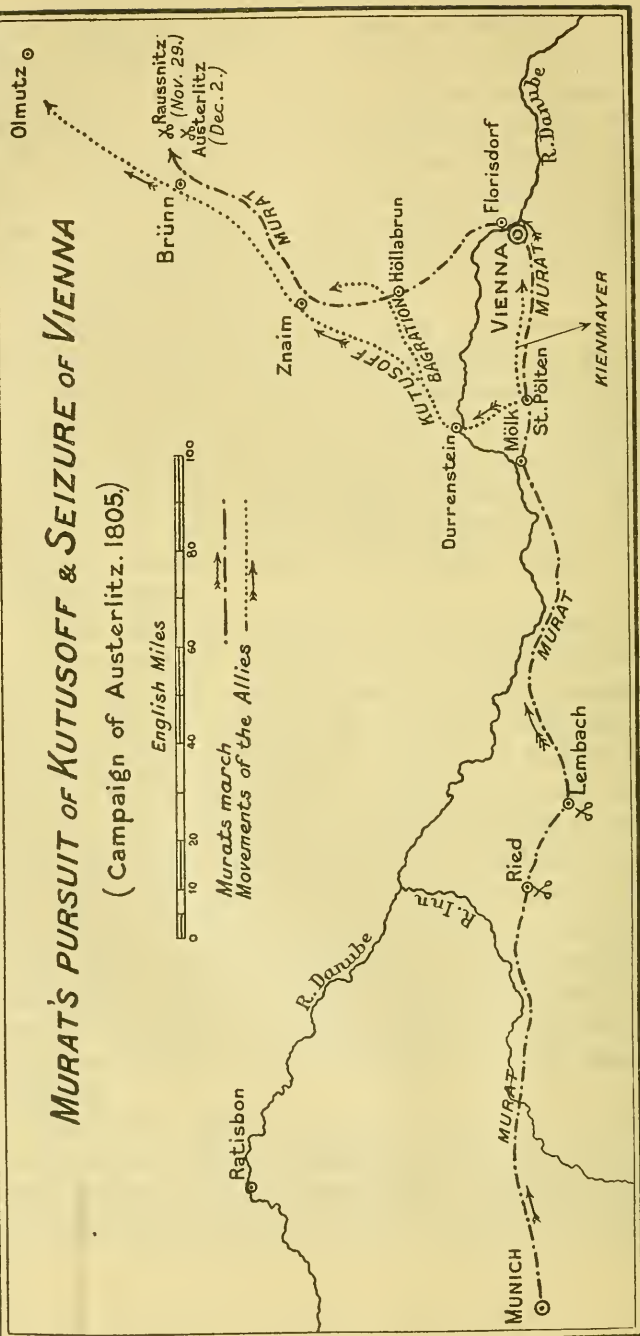 MURAT'S PURSUIT OF KUTUSOFF & SEIZURE OF VIENNA
(Campaign of Austerlitz. 1805.)
English Miles
0 10 20 40 60 80 100
Murats march
Movements of the Allies
Olmutz
Raussnitz
(Nov. 29.)
Austerlitz
(Dec. 2.)
Brünn
MURAT
Znaim
KUTUSOFF
BAGRATION
Höllabrun
Florisdorf
R. Danube
VIENNA
MURAT
KIENMAYER
Durrenstein
Mölk
St. Pölten
MURAT
Lembach
Ried
R. Inn
R. Danube
Ratisbon
MURAT
MUNICH